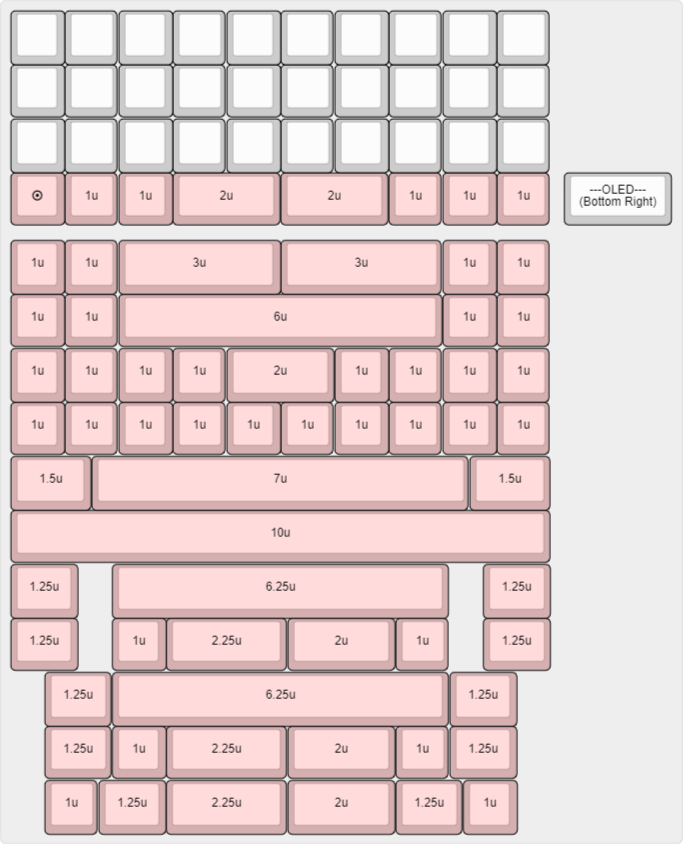 1u 1u 2u 2u 1u 1u 1u
---OLED---
(Bottom Right)
1u 1u 3u 3u 1u 1u
1u 1u 6u 1u 1u
1u 1u 1u 1u 2u 1u 1u 1u 1u
1u 1u 1u 1u 1u 1u 1u 1u 1u 1u
1.5u 7u 1.5u
10u
1.25u 6.25u 1.25u
1.25u 1u 2.25u 2u 1u 1.25u
1.25u 6.25u 1.25u
1.25u 1u 2.25u 2u 1u 1.25u
1u 1.25u 2.25u 2u 1.25u 1u